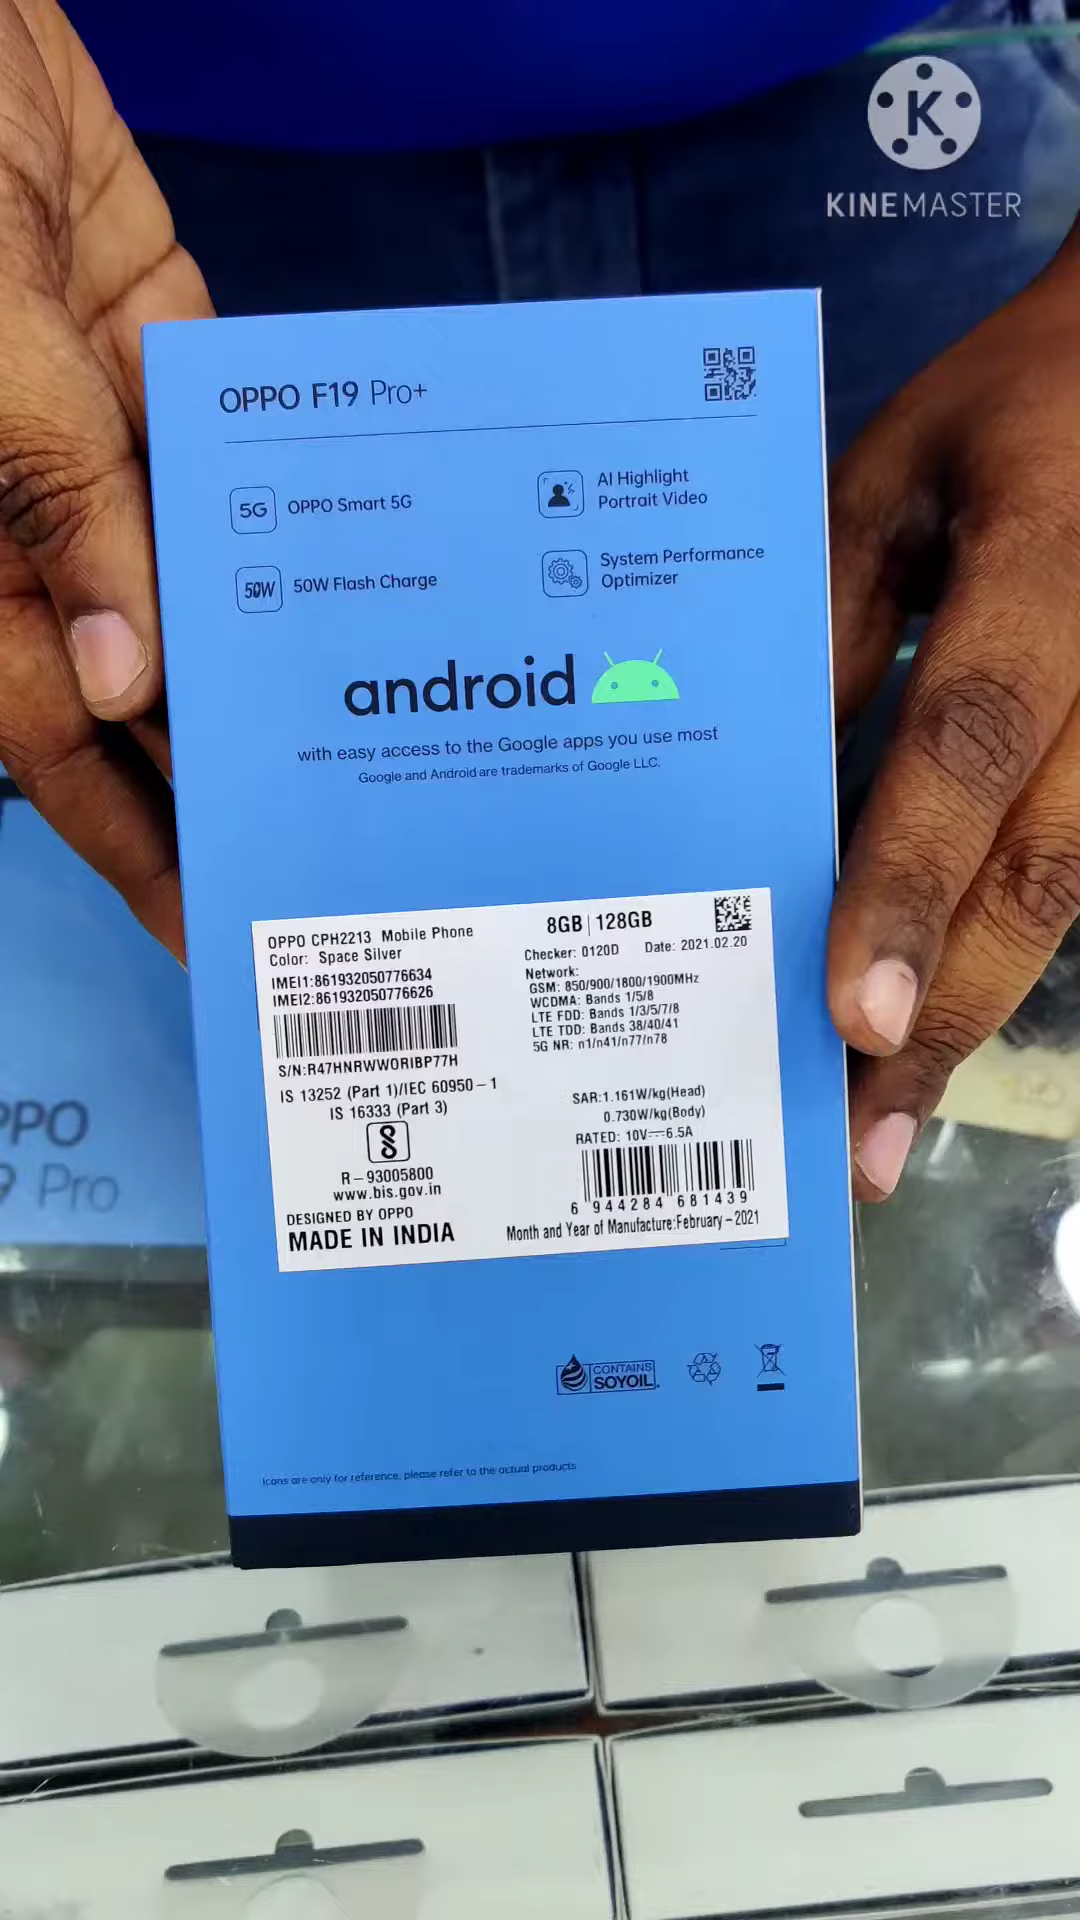 K
KINEMASTER
OPPO F19 Pro+
5G OPPO Smart 5G
AI Highlight
Portrait Video
50W 50W Flash Charge
System Performance
Optimizer
android
with easy access to the Google apps you use most
Google and Android are trademarks of Google LLC.
OPPO CPH2213 Mobile Phone
Color: Space Silver
IMEI1:861932050776634
IMEI2:861932050776626
S/N:R47HNRWWORIBP77H
IS 13252 (Part 1)/IEC 60950-1
IS 16333 (Part 3)
R-93005800
www.bis.gov.in
DESIGNED BY OPPO
MADE IN INDIA
8GB | 128GB
Checker: 0120D Date: 2021.02.20
Network:
GSM: 850/900/1800/1900MHz
WCDMA: Bands 1/5/8
LTE FDD: Bands 1/3/5/7/8
LTE TDD: Bands 38/40/41
5G NR: n1/n41/n77/n78
SAR:1.161W/kg(Head)
0.730W/kg(Body)
RATED: 10V⎓6.5A
6 944284 681439
Month and Year of Manufacture:February-2021
PPO
9 Pro
CONTAINS
SOYOIL
Icons are only for reference, please refer to the actual products